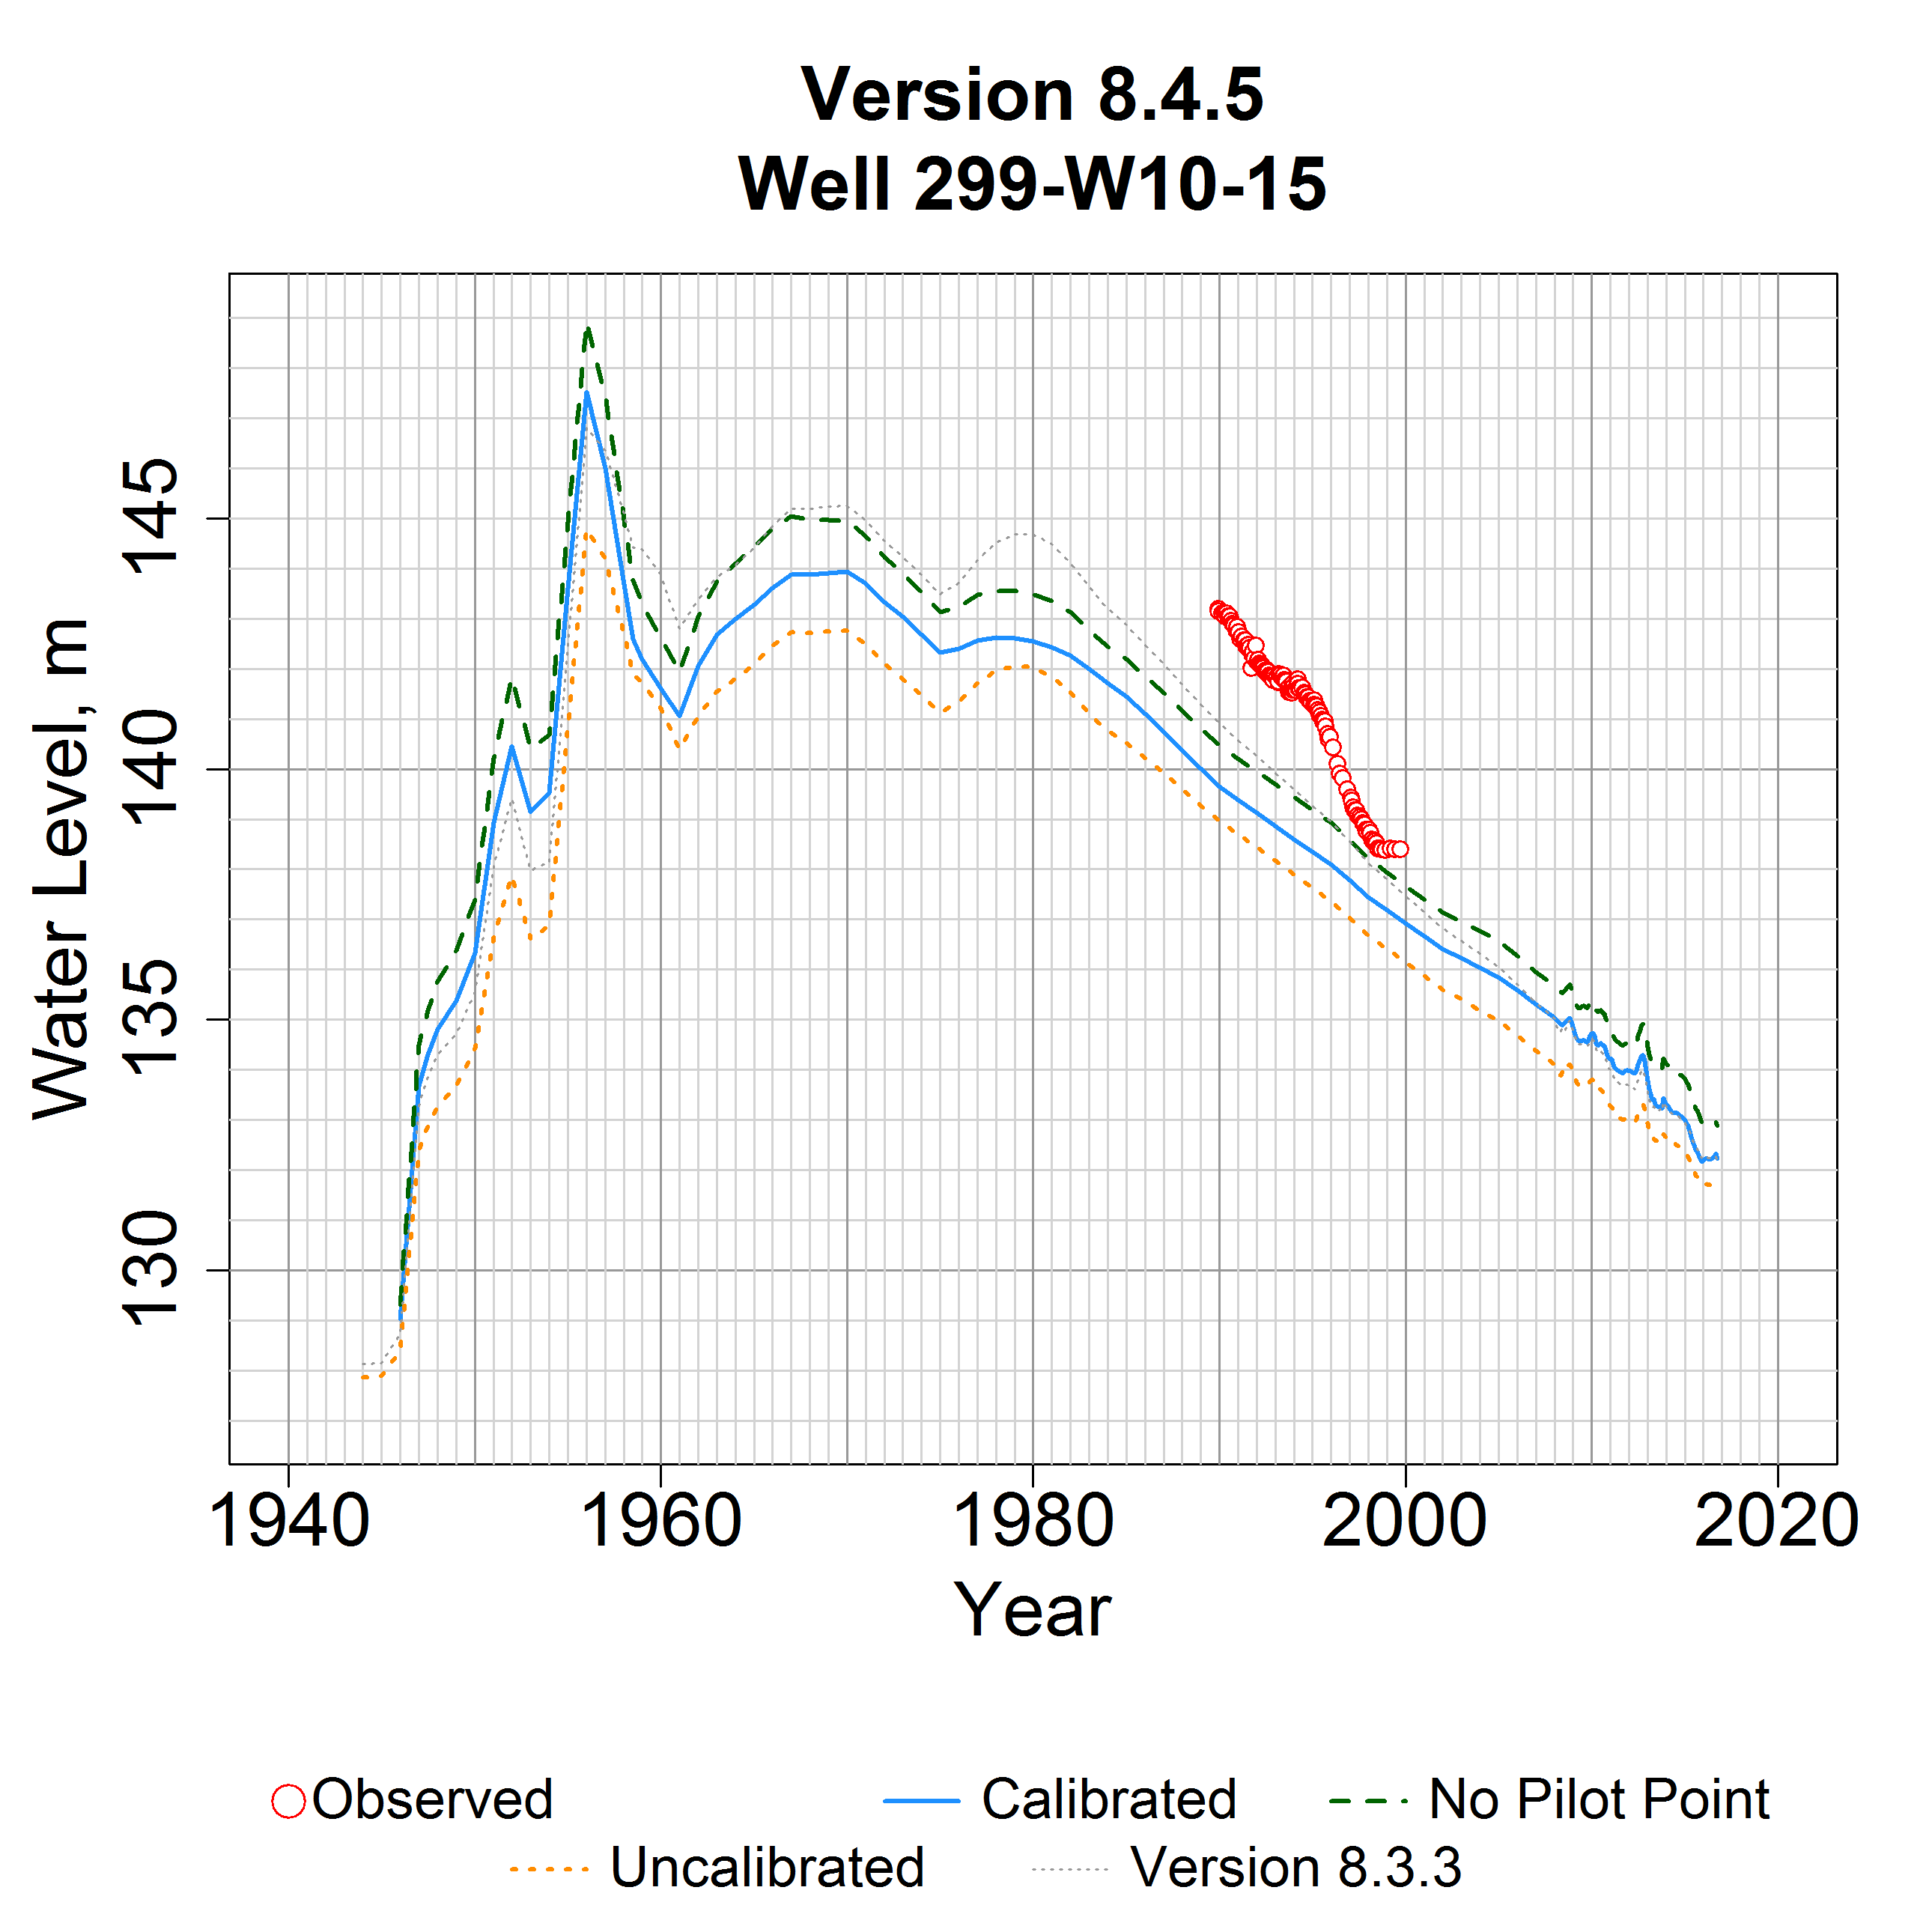 Version 8.4.5
Well 299-W10-15
Water Level, m
145
140
135
130
1940 1960 1980 2000 2020
Year
Observed Calibrated No Pilot Point
Uncalibrated Version 8.3.3